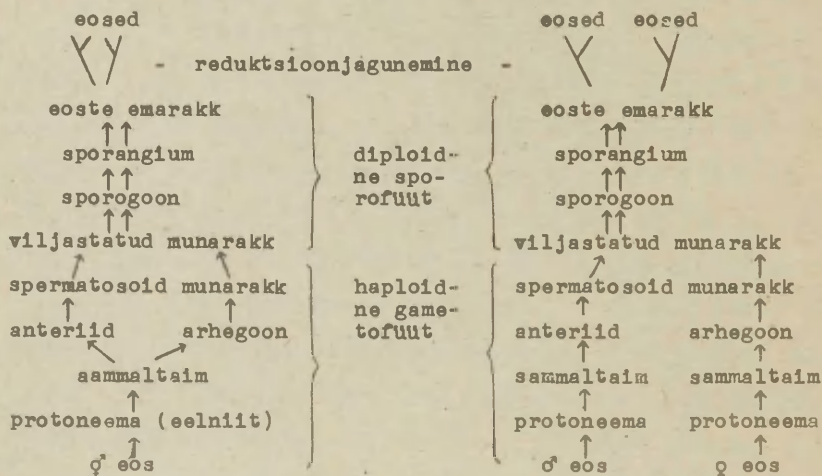 eosed eosed eosed
- reduktsioonjagunemine -
eoste emarakk eoste emarakk
sporangium diploid- sporangium
ne spo-
sporogoon rofuut sporogoon
viljastatud munarakk viljastatud munarakk
spermatosoid munarakk haploid- spermatosoid munarakk
ne game-
anteriid arhegoon tofuut anteriid arhegoon
aammaltaim sammaltaim sammaltaim
protoneema (eelniit) protoneema protoneema
♂ eos ♂ eos ♀ eos